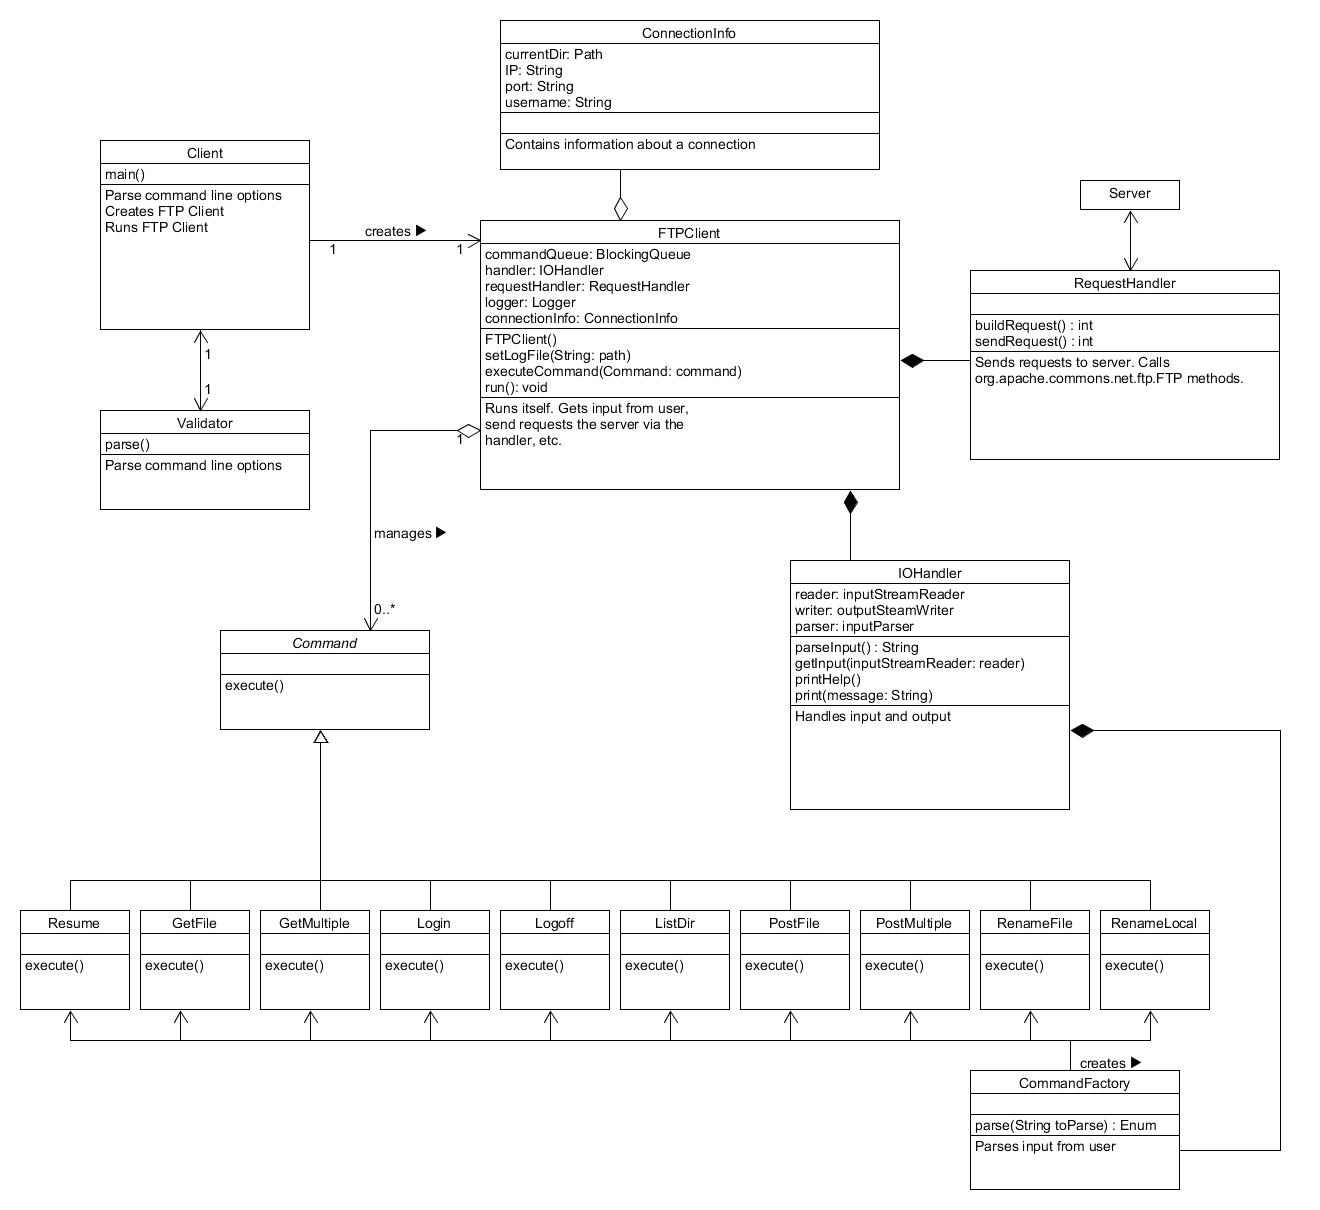 ConnectionInfo
currentDir: Path
IP: String
port: String
username: String
Contains information about a connection
Client
main()
Parse command line options
Creates FTP Client
Runs FTP Client
creates
1
1
Server
FTPClient
commandQueue: BlockingQueue
handler: IOHandler
requestHandler: RequestHandler
logger: Logger
connectionInfo: ConnectionInfo
FTPClient()
setLogFile(String: path)
executeCommand(Command: command)
run(): void
Runs itself. Gets input from user,
send requests the server via the
handler, etc.
RequestHandler
buildRequest() : int
sendRequest() : int
Sends requests to server. Calls
org.apache.commons.net.ftp.FTP methods.
1
1
Validator
parse()
Parse command line options
1
manages
0..*
Command
execute()
IOHandler
reader: inputStreamReader
writer: outputSteamWriter
parser: inputParser
parseInput() : String
getInput(inputStreamReader: reader)
printHelp()
print(message: String)
Handles input and output
Resume
execute()
GetFile
execute()
GetMultiple
execute()
Login
execute()
Logoff
execute()
ListDir
execute()
PostFile
execute()
PostMultiple
execute()
RenameFile
execute()
RenameLocal
execute()
creates
CommandFactory
parse(String toParse) : Enum
Parses input from user